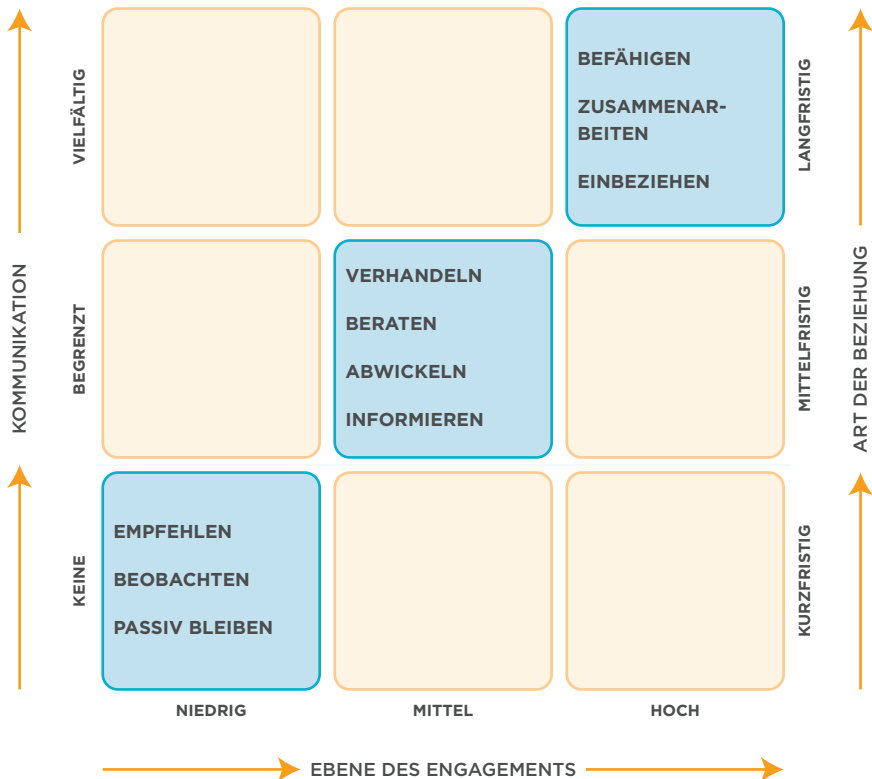 KOMMUNIKATION
VIELFÄLTIG
BEFÄHIGEN
ZUSAMMENAR-
BEITEN
EINBEZIEHEN
LANGFRISTIG
ART DER BEZIEHUNG
BEGRENZT
VERHANDELN
BERATEN
ABWICKELN
INFORMIEREN
MITTELFRISTIG
KEINE
EMPFEHLEN
BEOBACHTEN
PASSIV BLEIBEN
KURZFRISTIG
NIEDRIG
MITTEL
HOCH
EBENE DES ENGAGEMENTS